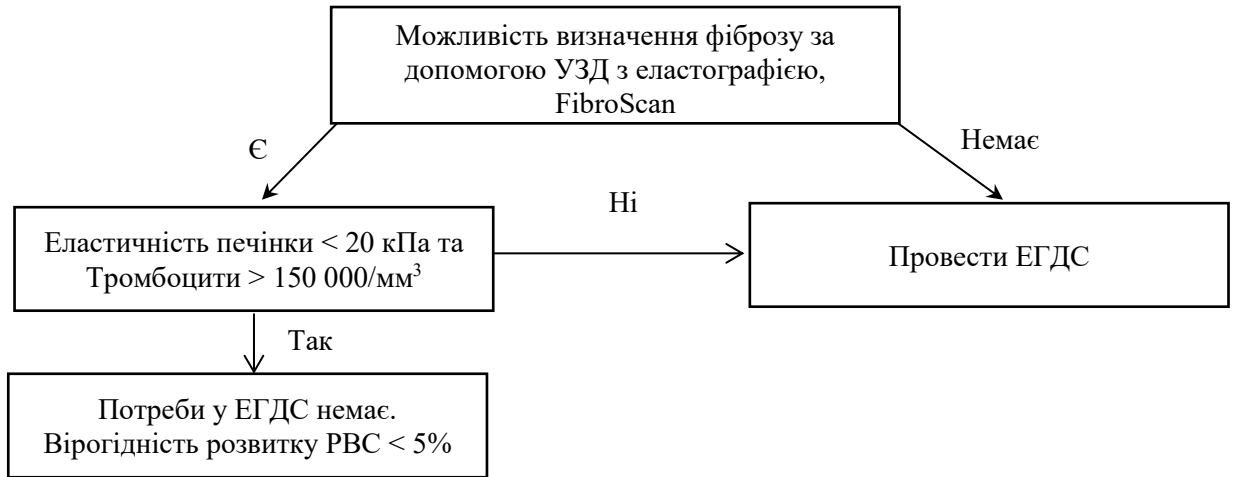 Можливість визначення фіброзу за
допомогою УЗД з еластографією,
FibroScan
Є
Немає
Ні
Еластичність печінки < 20 кПа та
Тромбоцити > 150 000/мм³
Провести ЕГДС
Так
Потреби у ЕГДС немає.
Вірогідність розвитку РВС < 5%